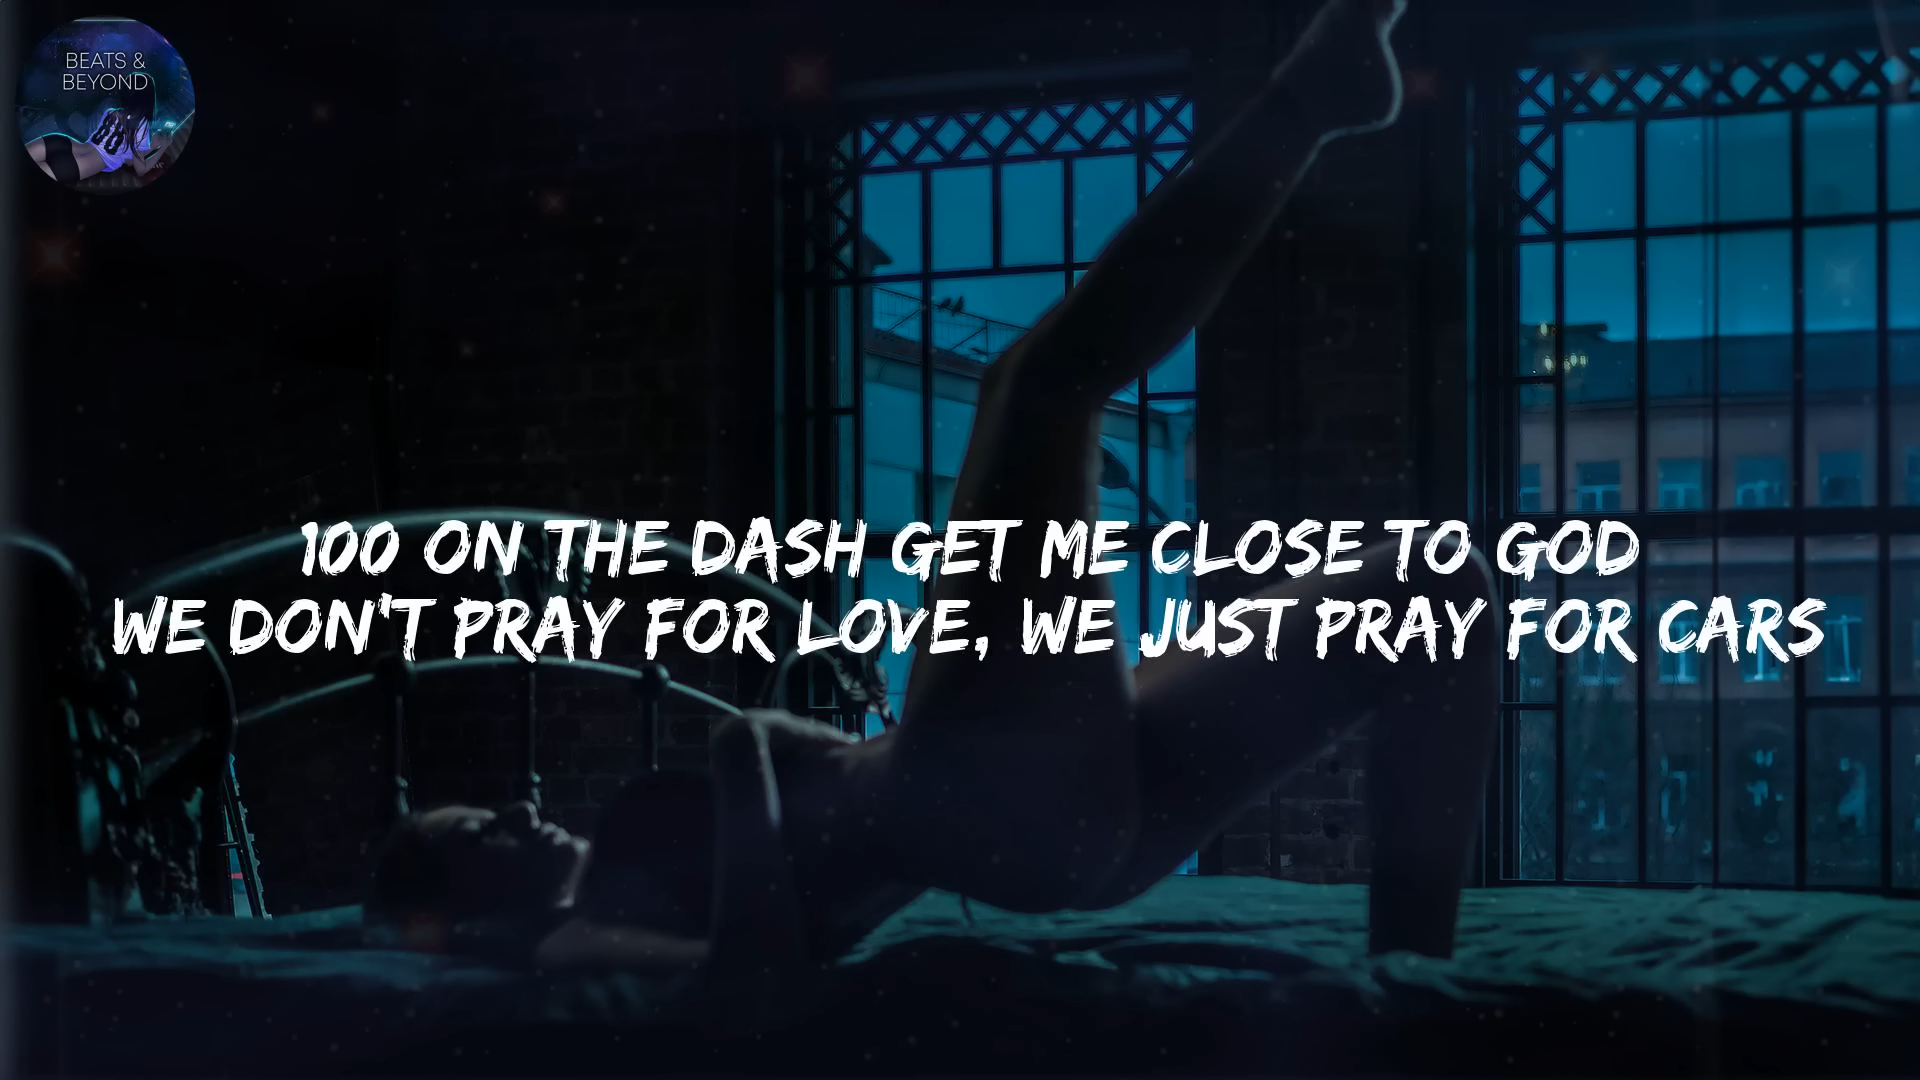 BEATS &
BEYOND
100 ON THE DASH GET ME CLOSE TO GOD
WE DON'T PRAY FOR LOVE, WE JUST PRAY FOR CARS